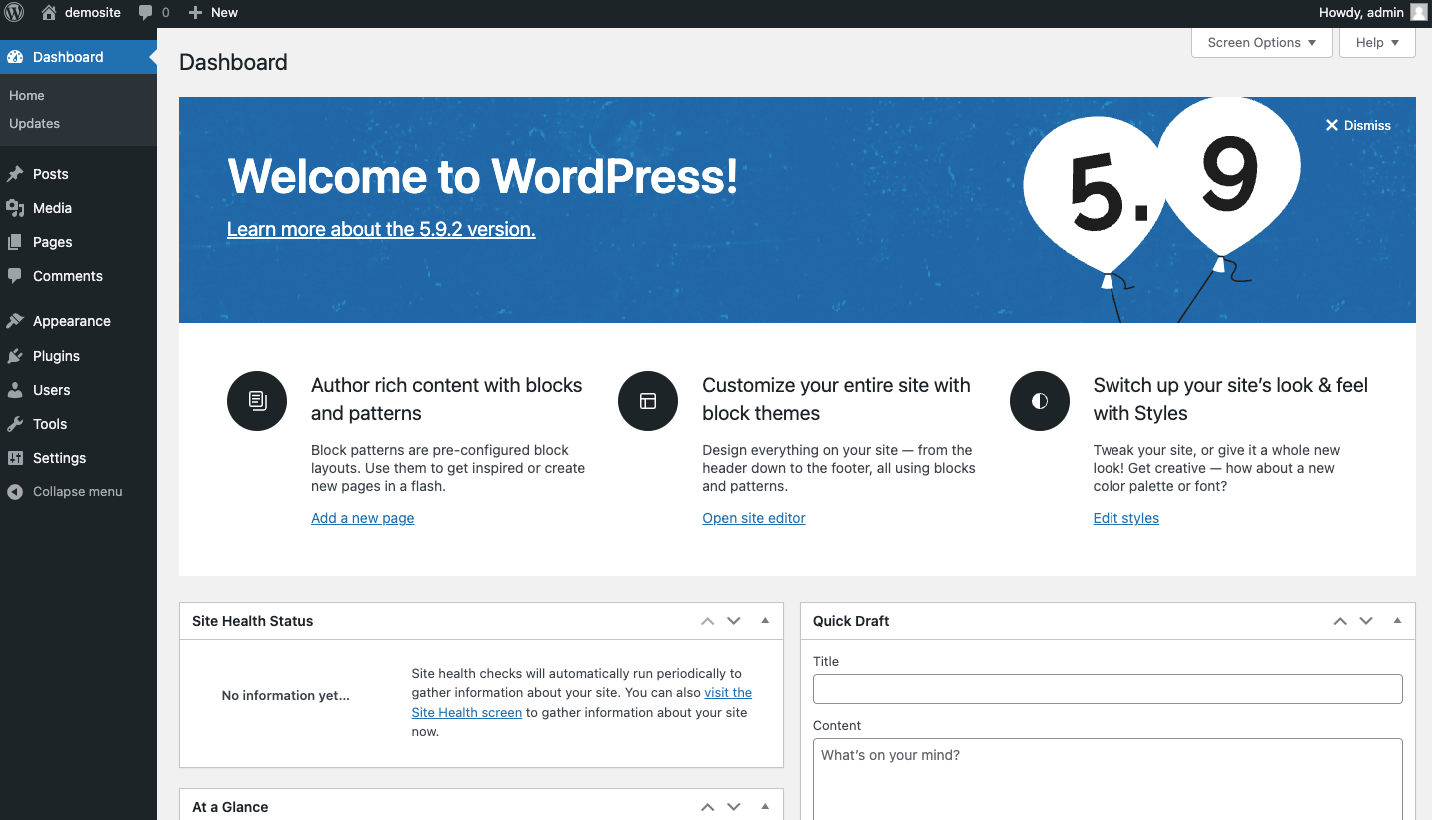 demosite
0
New
Howdy, admin
Dashboard
Home
Updates
Posts
Media
Pages
Comments
Appearance
Plugins
Users
Tools
Settings
Collapse menu
Screen Options
Help
Dashboard
Dismiss
5.9
Welcome to WordPress!
Learn more about the 5.9.2 version.
Author rich content with blocks
and patterns
Block patterns are pre-configured block
layouts. Use them to get inspired or create
new pages in a flash.
Add a new page
Customize your entire site with
block themes
Design everything on your site — from the
header down to the footer, all using blocks
and patterns.
Open site editor
Switch up your site’s look & feel
with Styles
Tweak your site, or give it a whole new
look! Get creative — how about a new
color palette or font?
Edit styles
Site Health Status
No information yet…
Site health checks will automatically run periodically to
gather information about your site. You can also visit the
Site Health screen to gather information about your site
now.
At a Glance
Quick Draft
Title
Content
What’s on your mind?